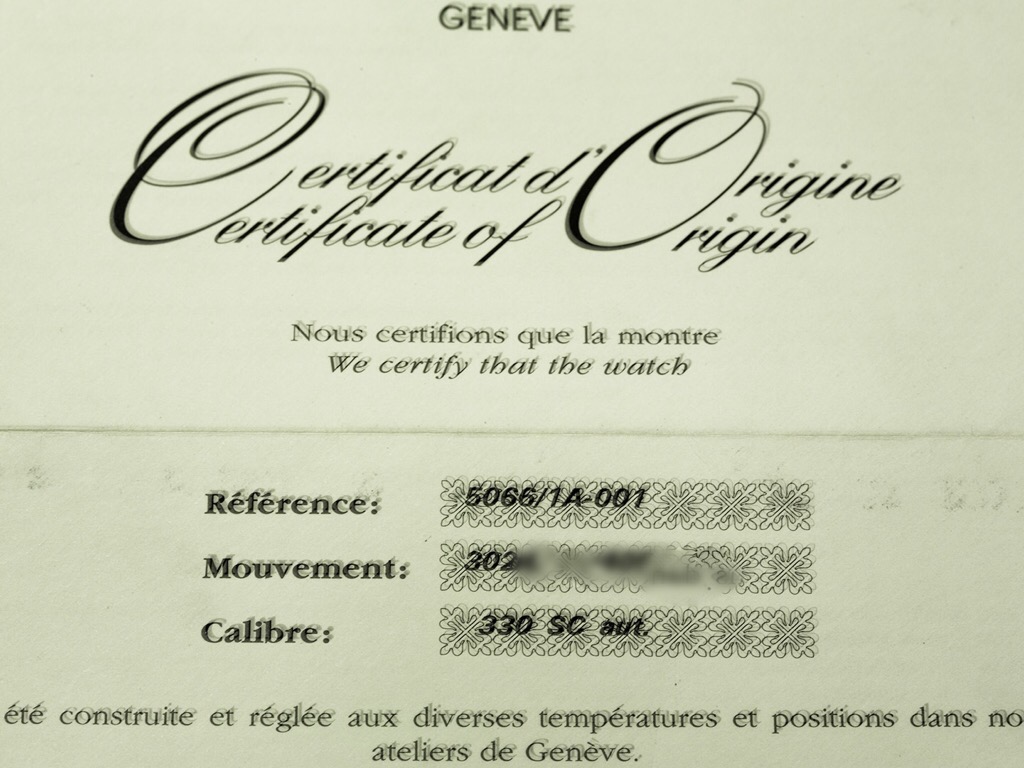 GENEVE
Certificat d'Origine
Certificate of Origin
Nous certifions que la montre
We certify that the watch
Référence: 5066/1A-001
Mouvement: 302
Calibre: 330 SC aut.
été construite et réglée aux diverses températures et positions dans no
ateliers de Genève.